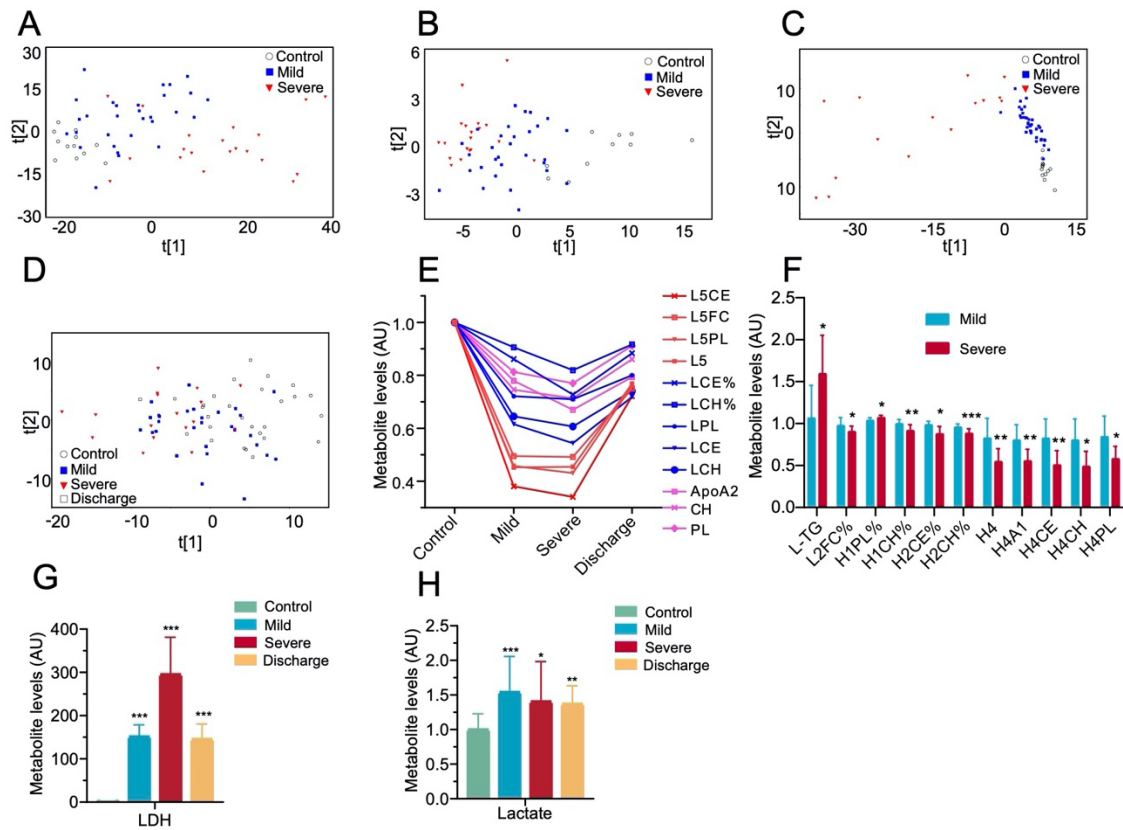 A
30
15
0
-15
-30
t[2]
-20
0
20
40
t[1]
Control
Mild
Severe
B
6
3
0
-3
t[2]
-5
0
5
10
15
t[1]
Control
Mild
Severe
C
10
-0
10
t[2]
-30
-15
0
15
t[1]
Control
Mild
Severe
D
10
0
-10
t[2]
-10
0
10
t[1]
Control
Mild
Severe
Discharge
E
Metabolite levels (AU)
1.0
0.8
0.6
0.4
Control
Mild
Severe
Discharge
L5CE
L5FC
L5PL
L5
LCE%
LCH%
LPL
LCE
LCH
ApoA2
CH
PL
F
Metabolite levels (AU)
2.5
2.0
1.5
1.0
0.5
0.0
Mild
Severe
* * * ** * *** ** ** ** * *
L-TG
L2FC%
H1PL%
H1CH%
H2CE%
H2CH%
H4
H4A1
H4CE
H4CH
H4PL
G
Metabolite levels (AU)
400
300
200
150
100
50
0
*** *** ***
LDH
Control
Mild
Severe
Discharge
H
Metabolite levels (AU)
2.5
2.0
1.5
1.0
0.5
0.0
*** * **
Lactate
Control
Mild
Severe
Discharge